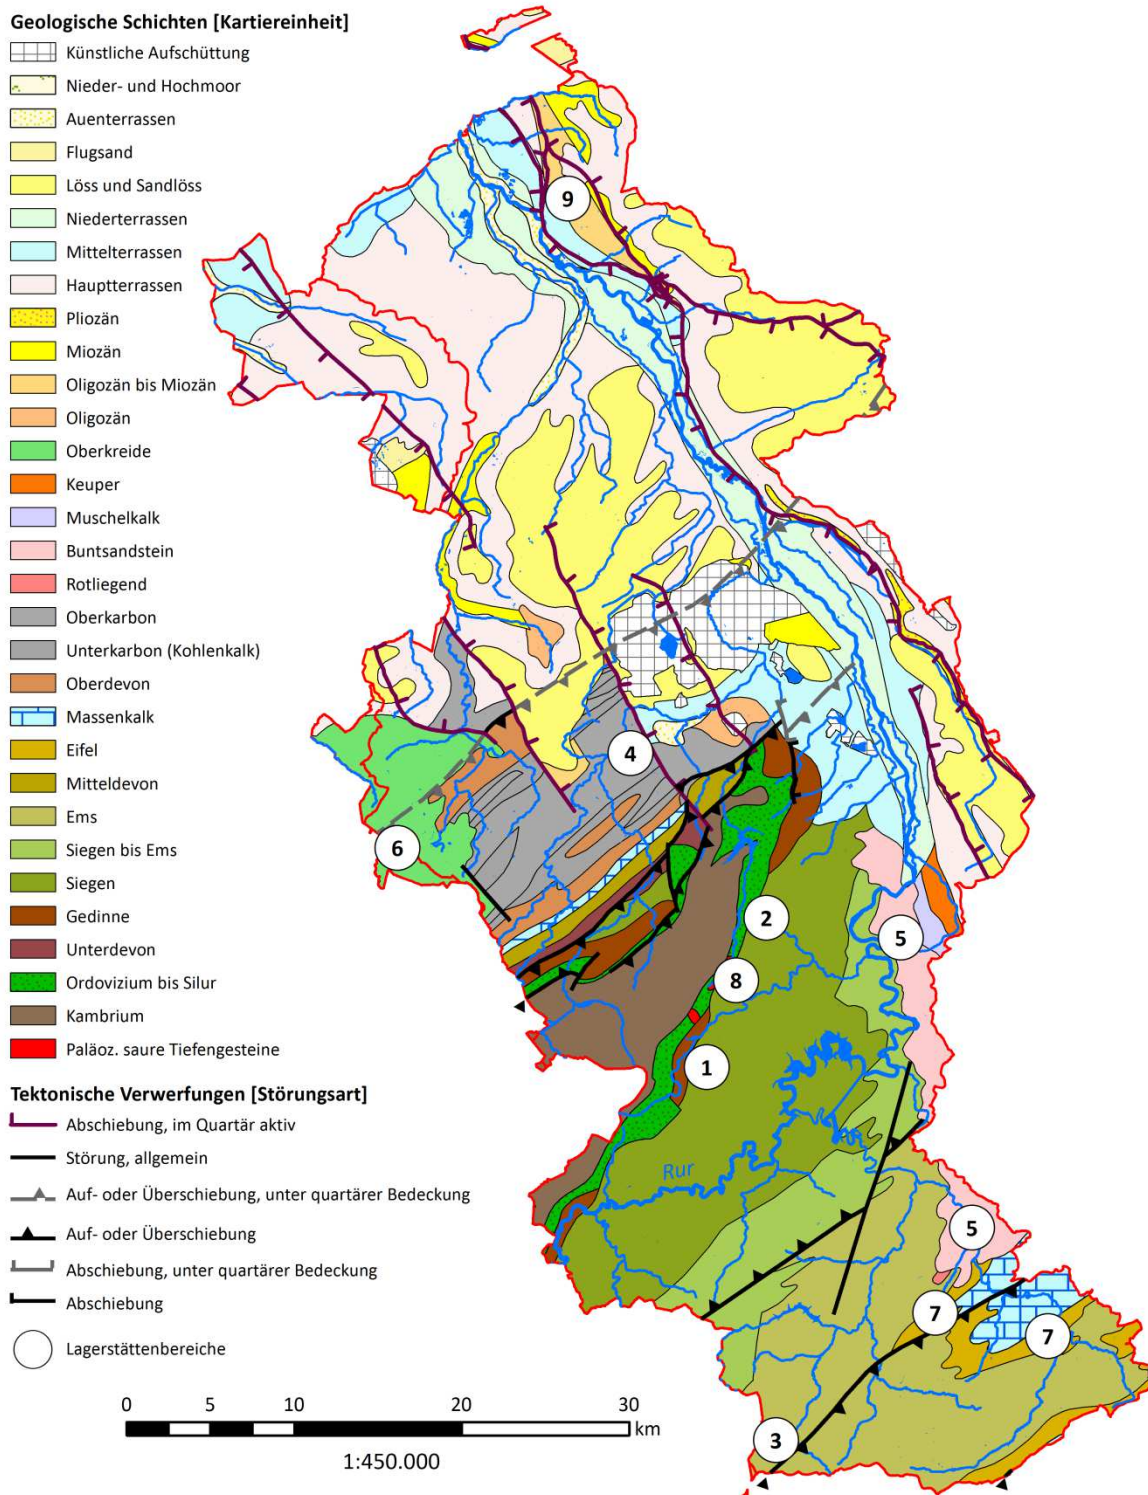 Geologische Schichten [Kartiereinheit]
Künstliche Aufschüttung
Nieder- und Hochmoor
Auenterrassen
Flugsand
Löss und Sandlöss
Niederterrassen
Mittelterrassen
Hauptterrassen
Pliozän
Miozän
Oligozän bis Miozän
Oligozän
Oberkreide
Keuper
Muschelkalk
Buntsandstein
Rotliegend
Oberkarbon
Unterkarbon (Kohlenkalk)
Oberdevon
Massenkalk
Eifel
Mitteldevon
Ems
Siegen bis Ems
Siegen
Gedinne
Unterdevon
Ordovizium bis Silur
Kambrium
Paläoz. saure Tiefengesteine
Tektonische Verwerfungen [Störungsart]
Abschiebung, im Quartär aktiv
Störung, allgemein
Auf- oder Überschiebung, unter quartärer Bedeckung
Auf- oder Überschiebung
Abschiebung, unter quartärer Bedeckung
Abschiebung
Lagerstättenbereiche
0 5 10 20 30
km
1:450.000
9
4
6
2
5
8
1
Rur
5
7
7
3